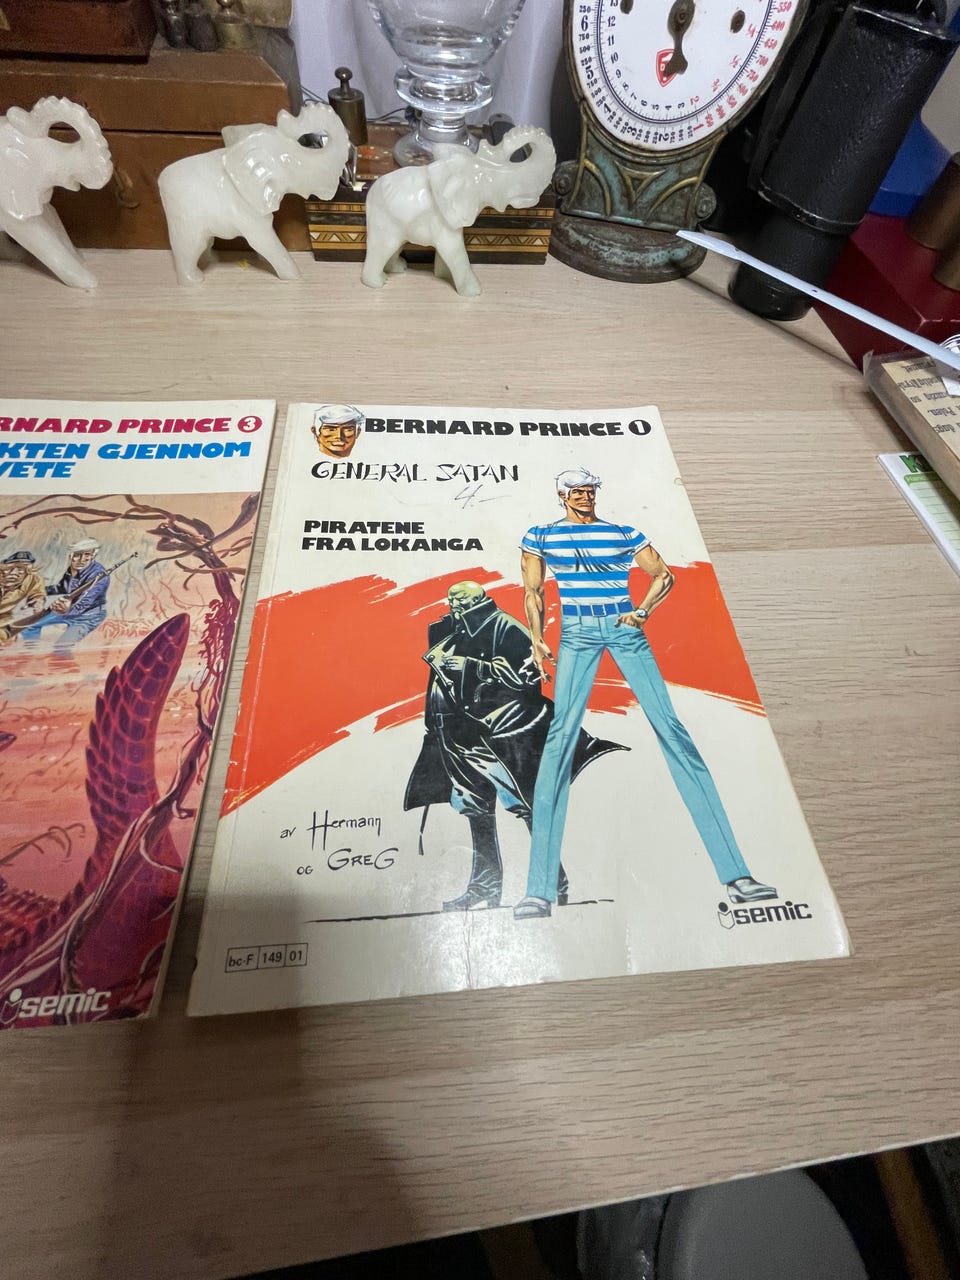 RNARD PRINCE 3
KTEN GJENNOM
VETE
semic
BERNARD PRINCE 1
GENERAL SATAN
4.-
PIRATENE
FRA LOKANGA
av Hermann
OG GREG
semic
bc-F 149 01